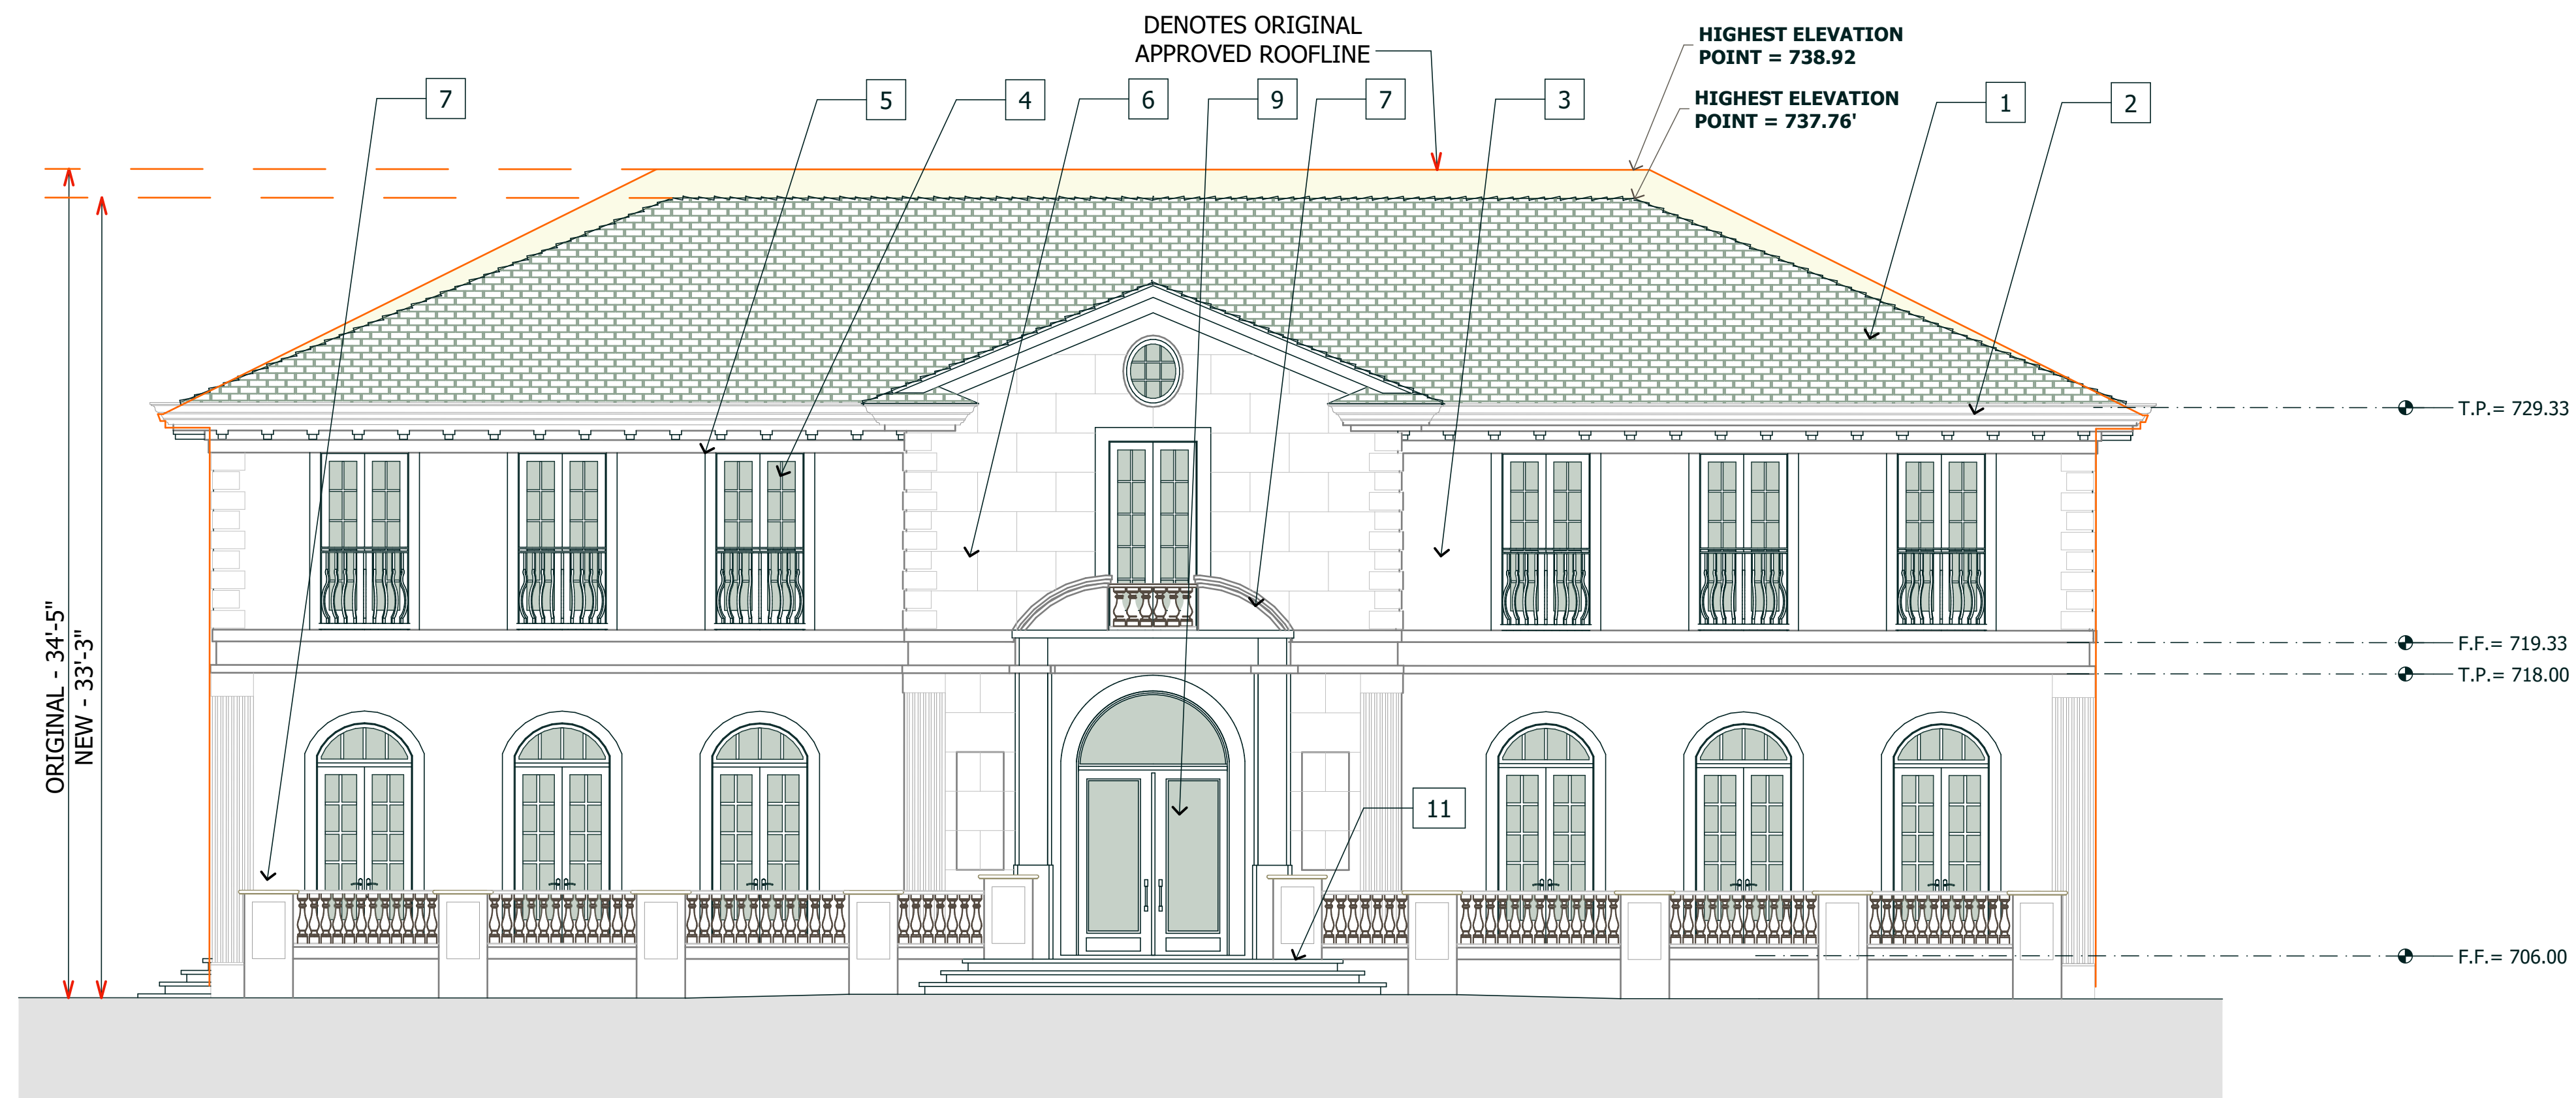 DENOTES ORIGINAL
APPROVED ROOFLINE
HIGHEST ELEVATION
POINT = 738.92
HIGHEST ELEVATION
POINT = 737.76'
7
5
4
6
9
7
3
1
2
T.P.= 729.33
F.F.= 719.33
T.P.= 718.00
ORIGINAL - 34'-5"
NEW - 33'-3"
11
F.F.= 706.00